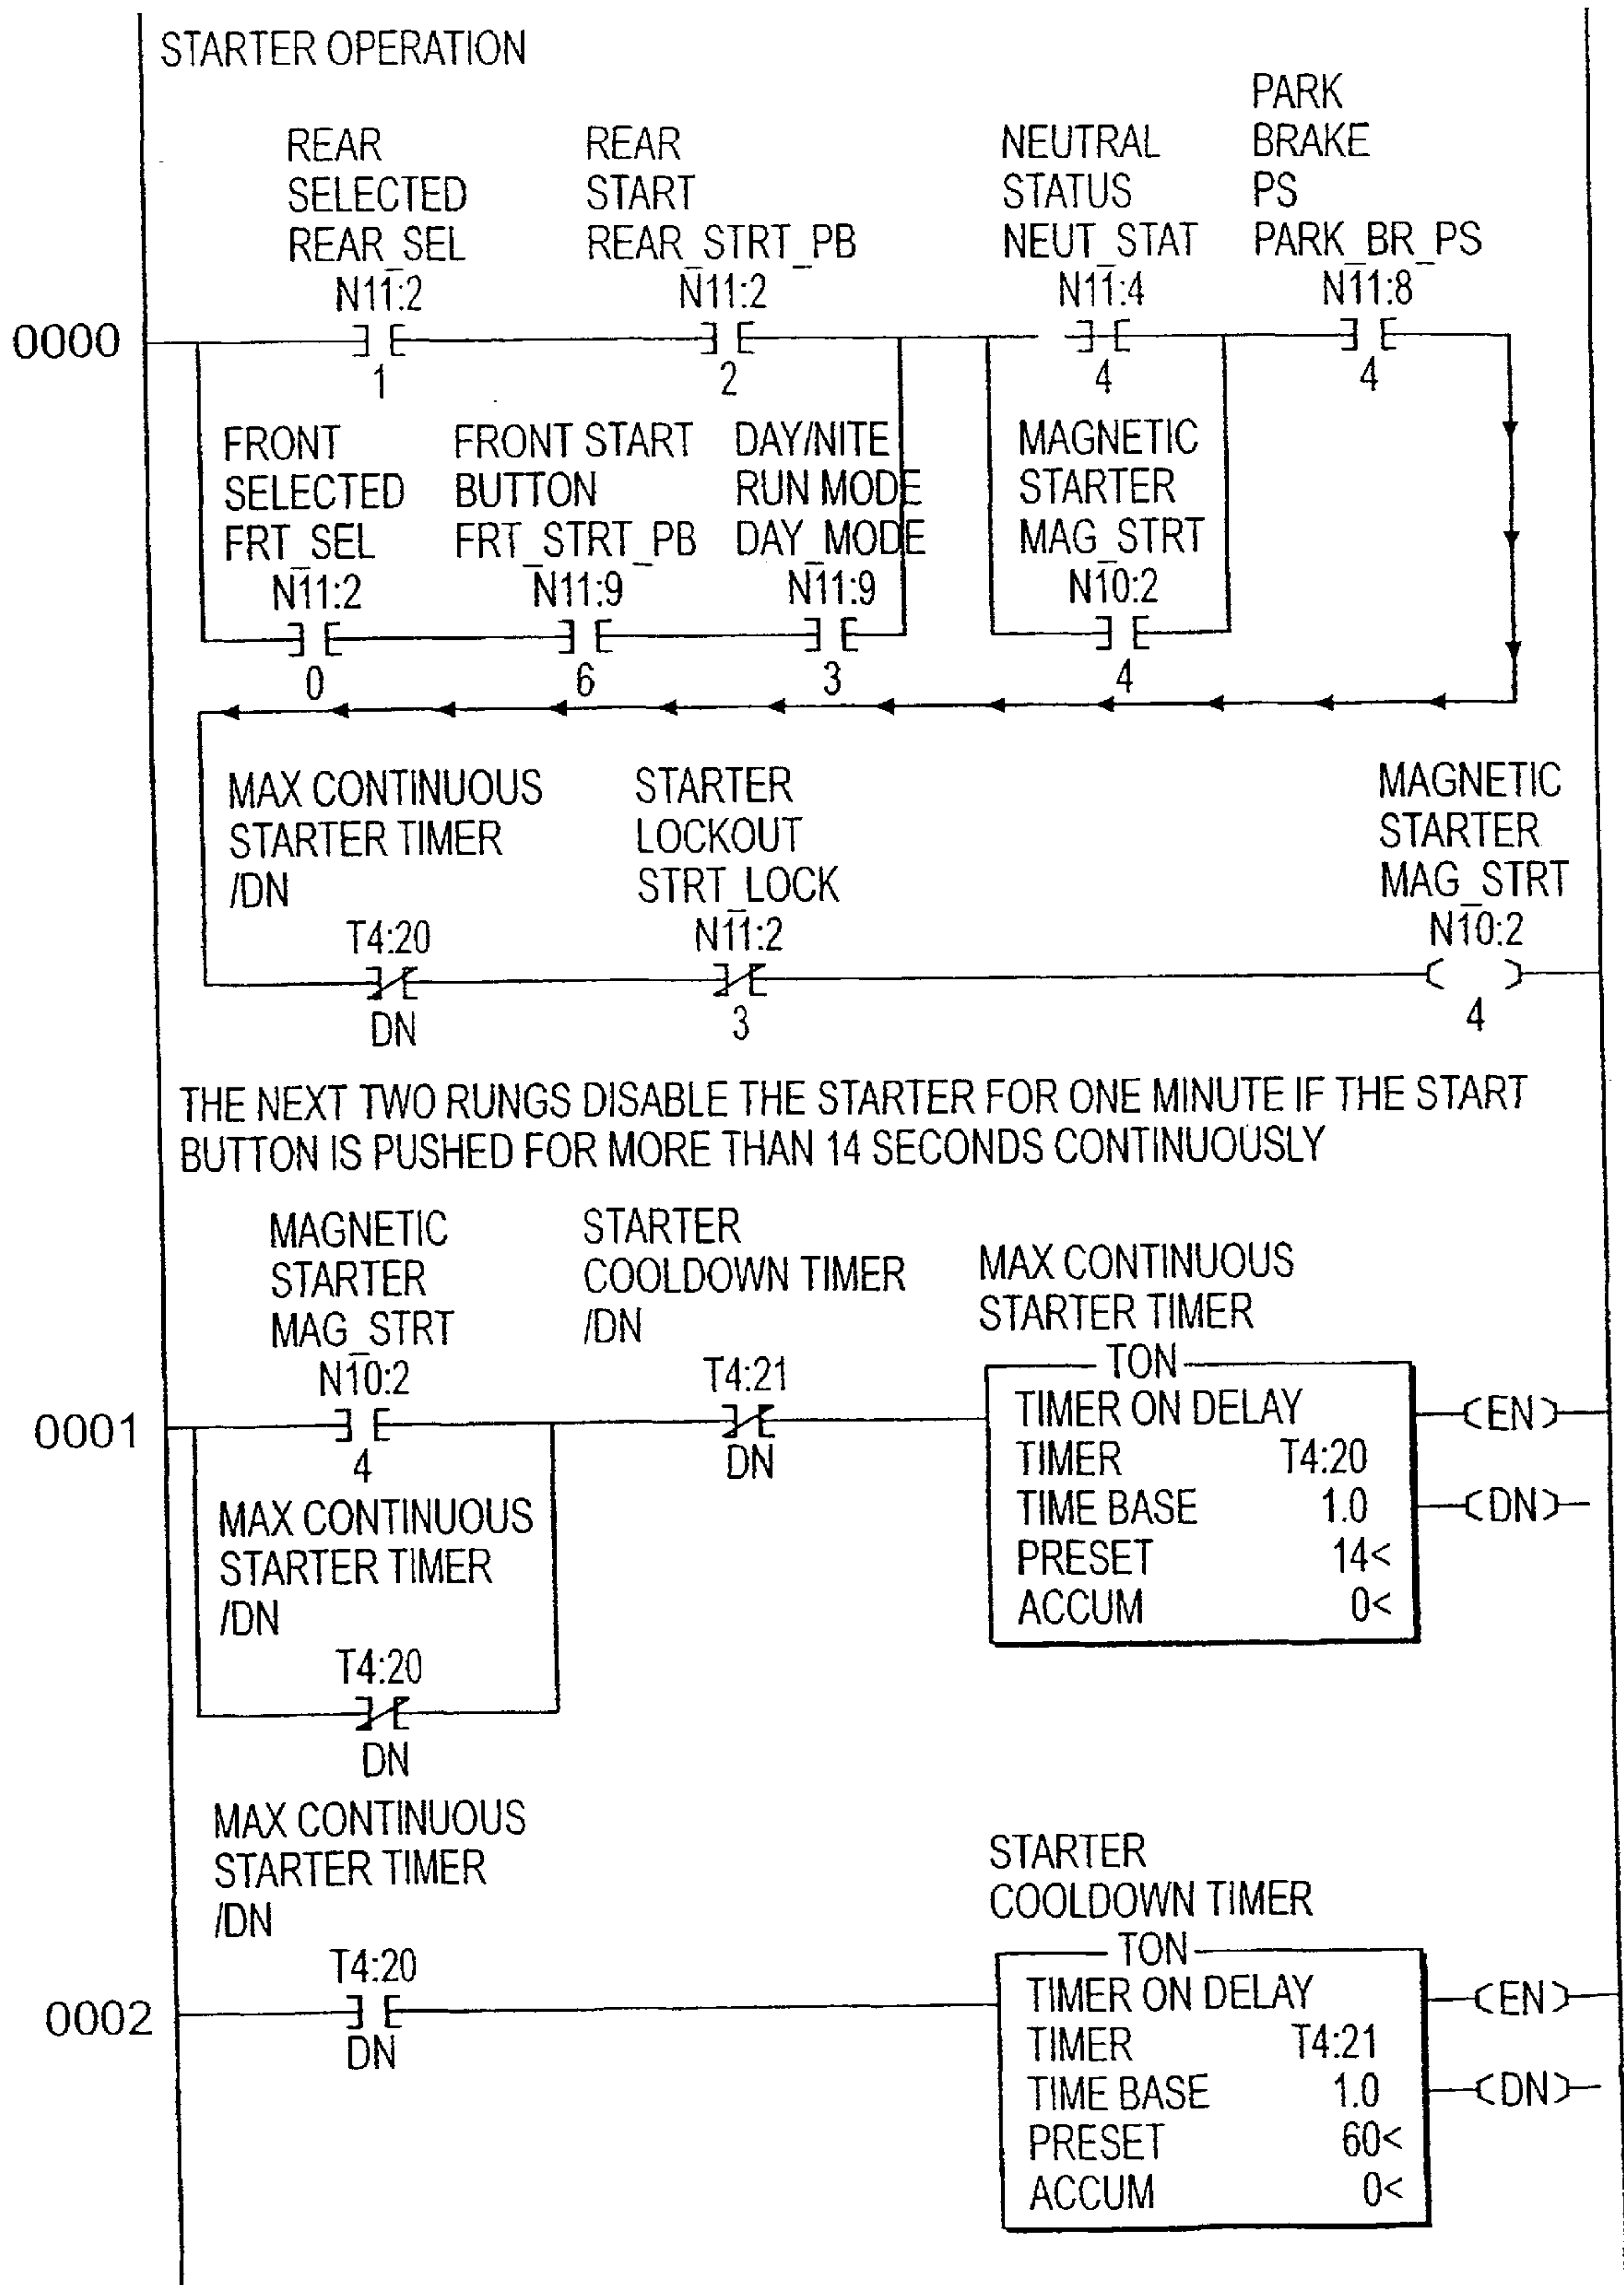 STARTER OPERATION
REAR
SELECTED
REAR_SEL
N11:2
1
REAR
START
REAR_STRT_PB
N11:2
2
NEUTRAL
STATUS
NEUT_STAT
N11:4
4
PARK
BRAKE
PS
PARK_BR_PS
N11:8
4
0000
FRONT
SELECTED
FRT_SEL
N11:2
0
FRONT START
BUTTON
FRT_STRT_PB
N11:9
6
DAY/NITE
RUN MODE
DAY_MODE
N11:9
3
MAGNETIC
STARTER
MAG_STRT
N10:2
4
MAX CONTINUOUS
STARTER TIMER
/DN
T4:20
DN
STARTER
LOCKOUT
STRT_LOCK
N11:2
3
MAGNETIC
STARTER
MAG_STRT
N10:2
4
THE NEXT TWO RUNGS DISABLE THE STARTER FOR ONE MINUTE IF THE START
BUTTON IS PUSHED FOR MORE THAN 14 SECONDS CONTINUOUSLY
MAGNETIC
STARTER
MAG_STRT
N10:2
4
STARTER
COOLDOWN TIMER
/DN
T4:21
DN
MAX CONTINUOUS
STARTER TIMER
TON
TIMER ON DELAY
TIMER T4:20
TIME BASE 1.0
PRESET 14<
ACCUM 0<
EN
DN
0001
MAX CONTINUOUS
STARTER TIMER
/DN
T4:20
DN
MAX CONTINUOUS
STARTER TIMER
/DN
T4:20
DN
0002
STARTER
COOLDOWN TIMER
TON
TIMER ON DELAY
TIMER T4:21
TIME BASE 1.0
PRESET 60<
ACCUM 0<
EN
DN